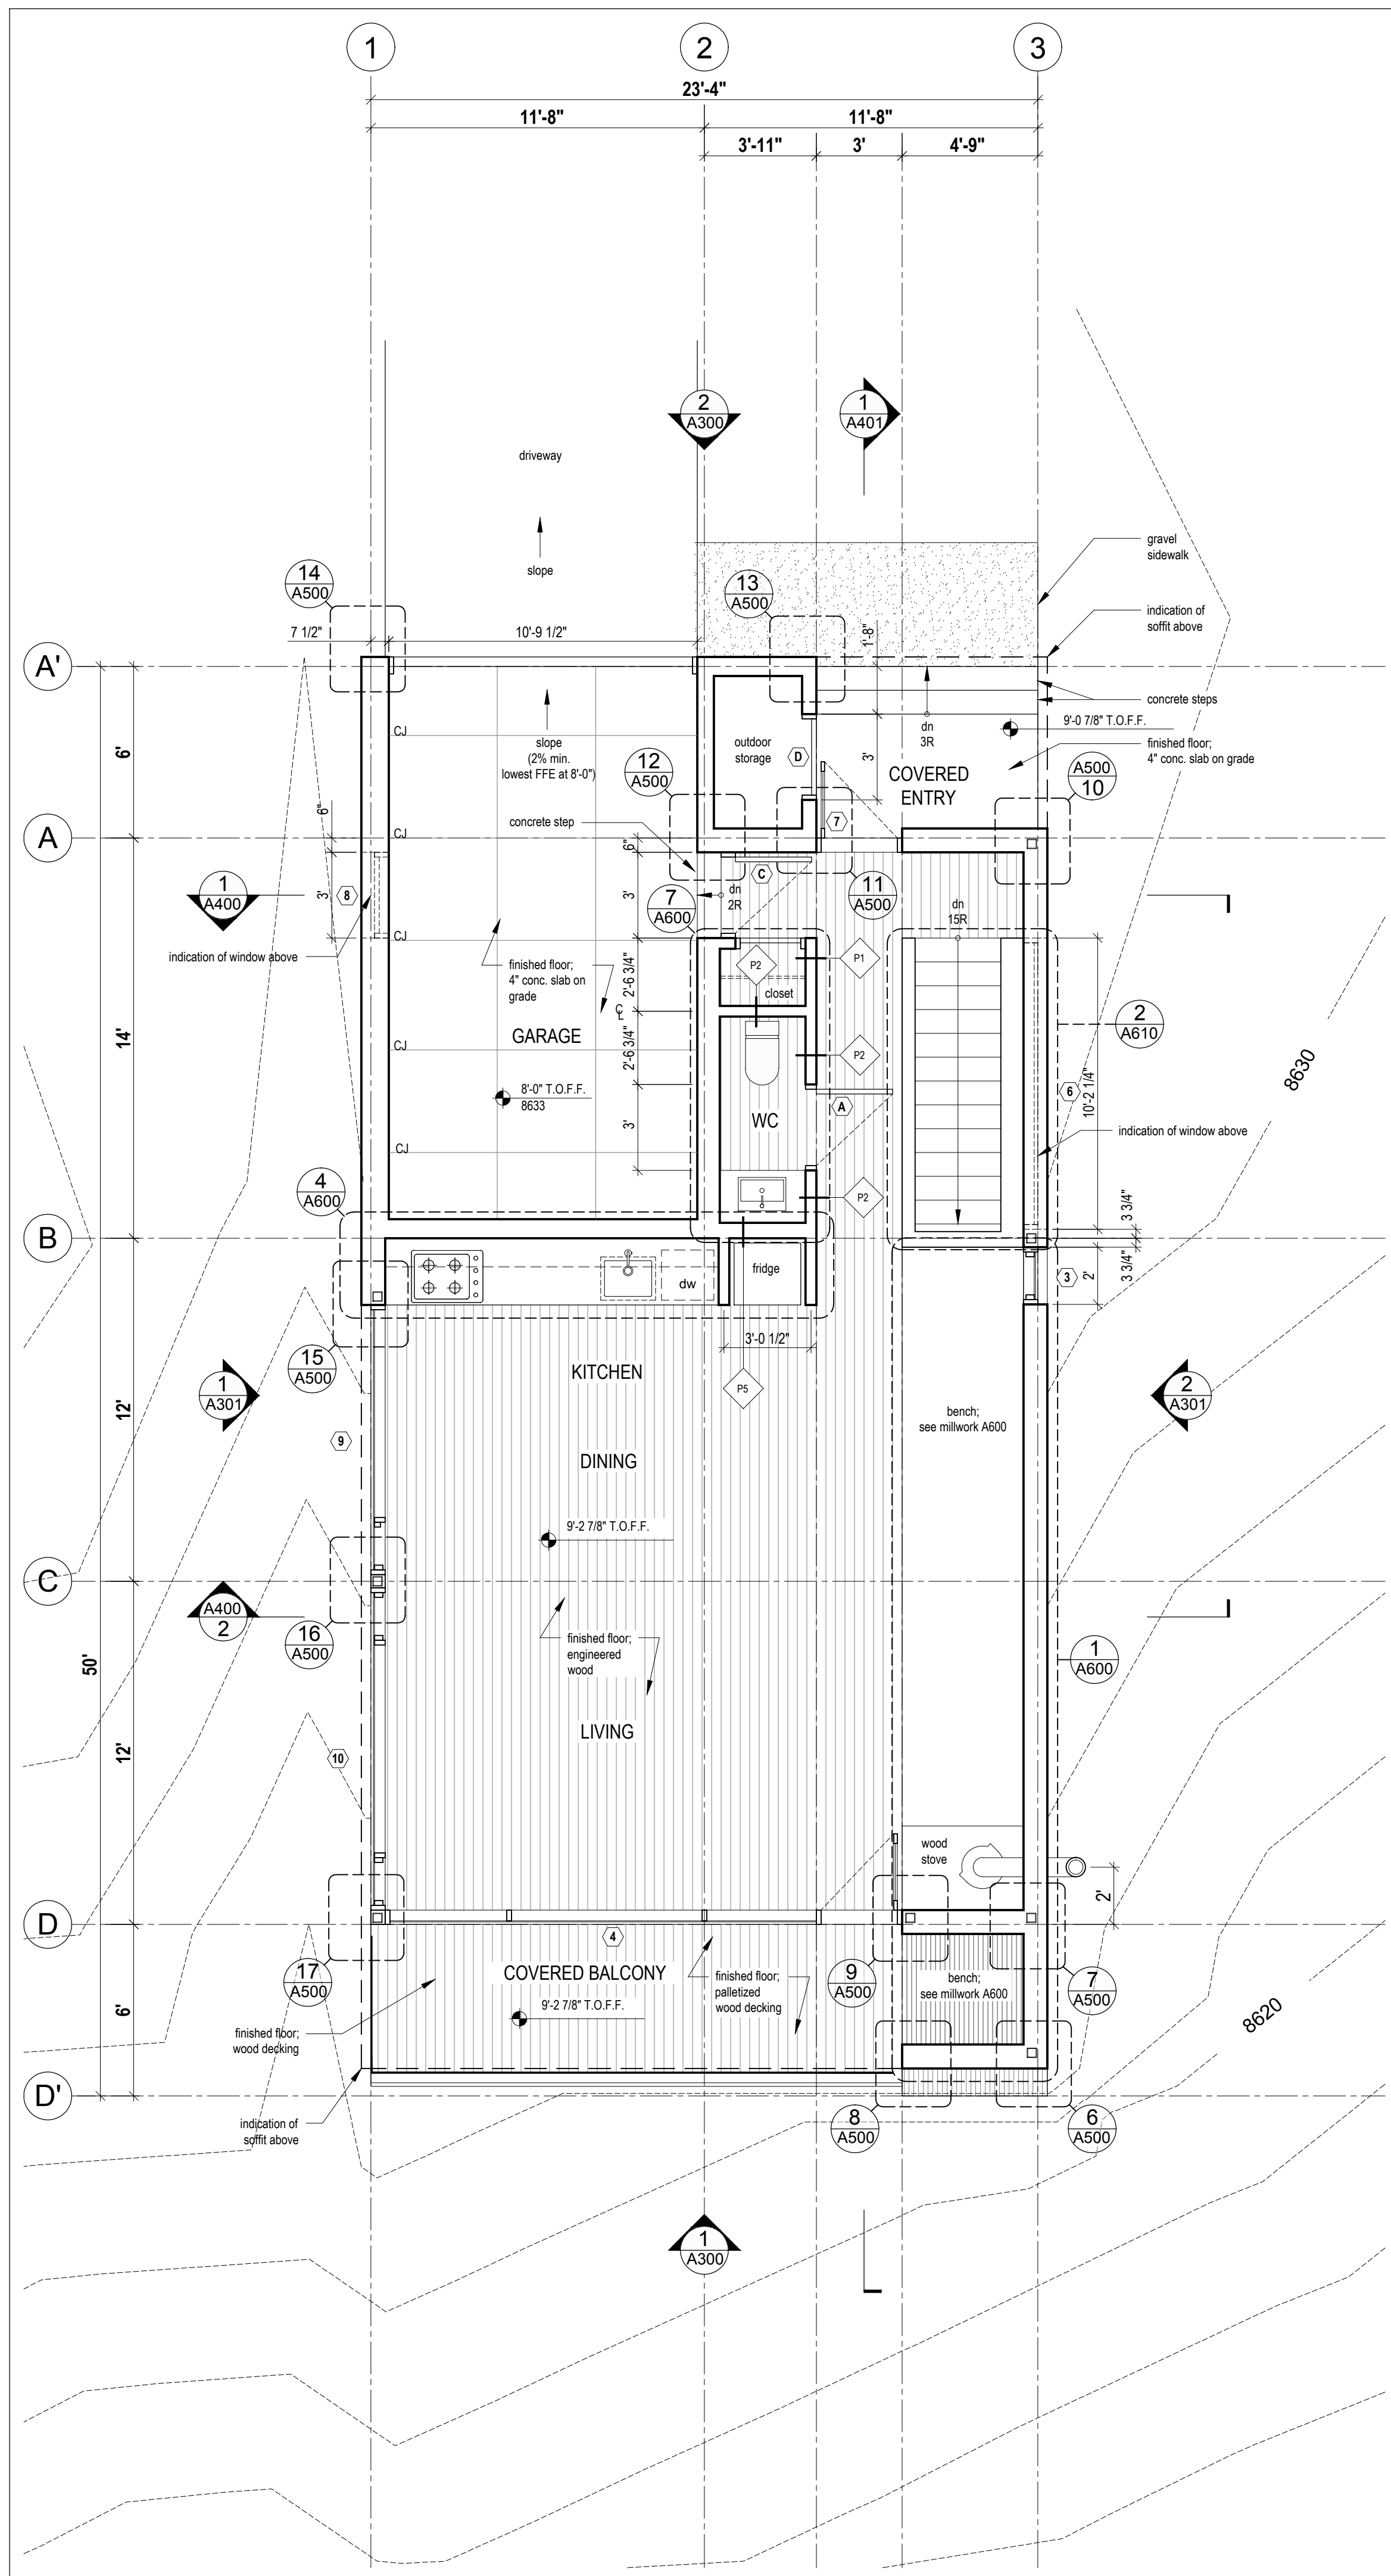 1
2
3
23'-4"
11'-8"
11'-8"
3'-11"
3'
4'-9"
2
A300
1
A401
driveway
slope
gravel
sidewalk
14
A500
13
A500
indication of
soffit above
7 1/2"
10'-9 1/2"
1'-8"
A'
concrete steps
CJ
slope
(2% min.
lowest FFE at 8'-0")
outdoor
storage
D
dn
3R
9'-0 7/8" T.O.F.F.
finished floor;
4" conc. slab on grade
6'
3'
12
A500
COVERED
ENTRY
A500
10
6"
concrete step
7
A
CJ
6"
C
1
A400
8
3'
3'
dn
2R
7
A600
11
A500
dn
15R
CJ
indication of window above
finished floor;
4" conc. slab on
grade
2'-6 3/4"
P2
P1
closet
CL
14'
GARAGE
2'-6 3/4"
P2
2
A610
CJ
8'-0" T.O.F.F.
8633
A
6
10'-2 1/4"
8630
WC
3'
indication of window above
CJ
4
A600
P2
3 3/4"
B
fridge
dw
3
2'
3 3/4"
3'-0 1/2"
15
A500
KITCHEN
P5
1
A301
2
A301
12'
bench;
see millwork A600
9
DINING
9'-2 7/8" T.O.F.F.
C
A400
2
16
A500
finished floor;
engineered
wood
1
A600
50'
LIVING
12'
10
wood
stove
2'
D
4
COVERED BALCONY
finished floor;
palletized
wood decking
9
A500
bench;
see millwork A600
7
A500
17
A500
9'-2 7/8" T.O.F.F.
6'
finished floor;
wood decking
8620
D'
indication of
soffit above
8
A500
6
A500
1
A300